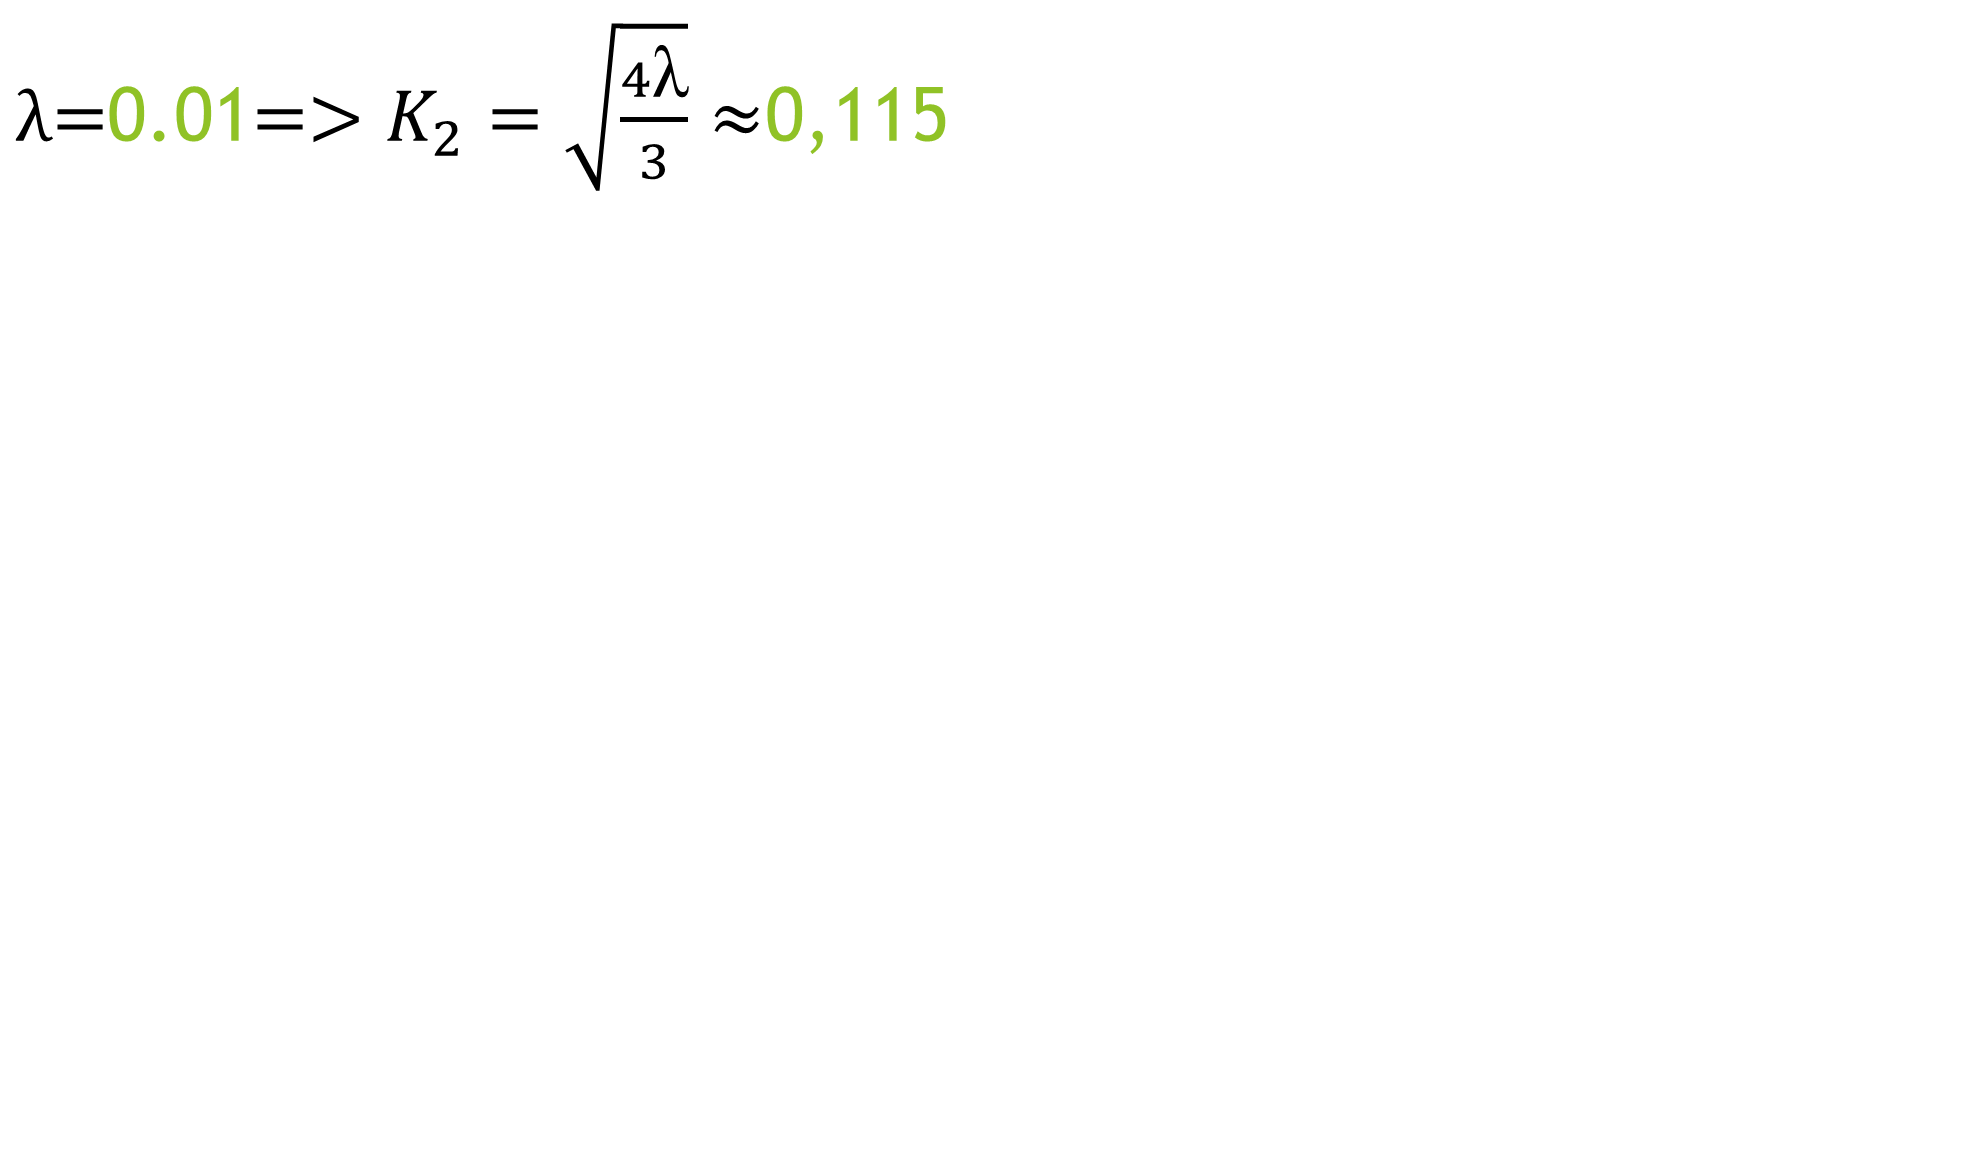 λ=0.01=> K₂ = √(4λ/3) ≈0,115